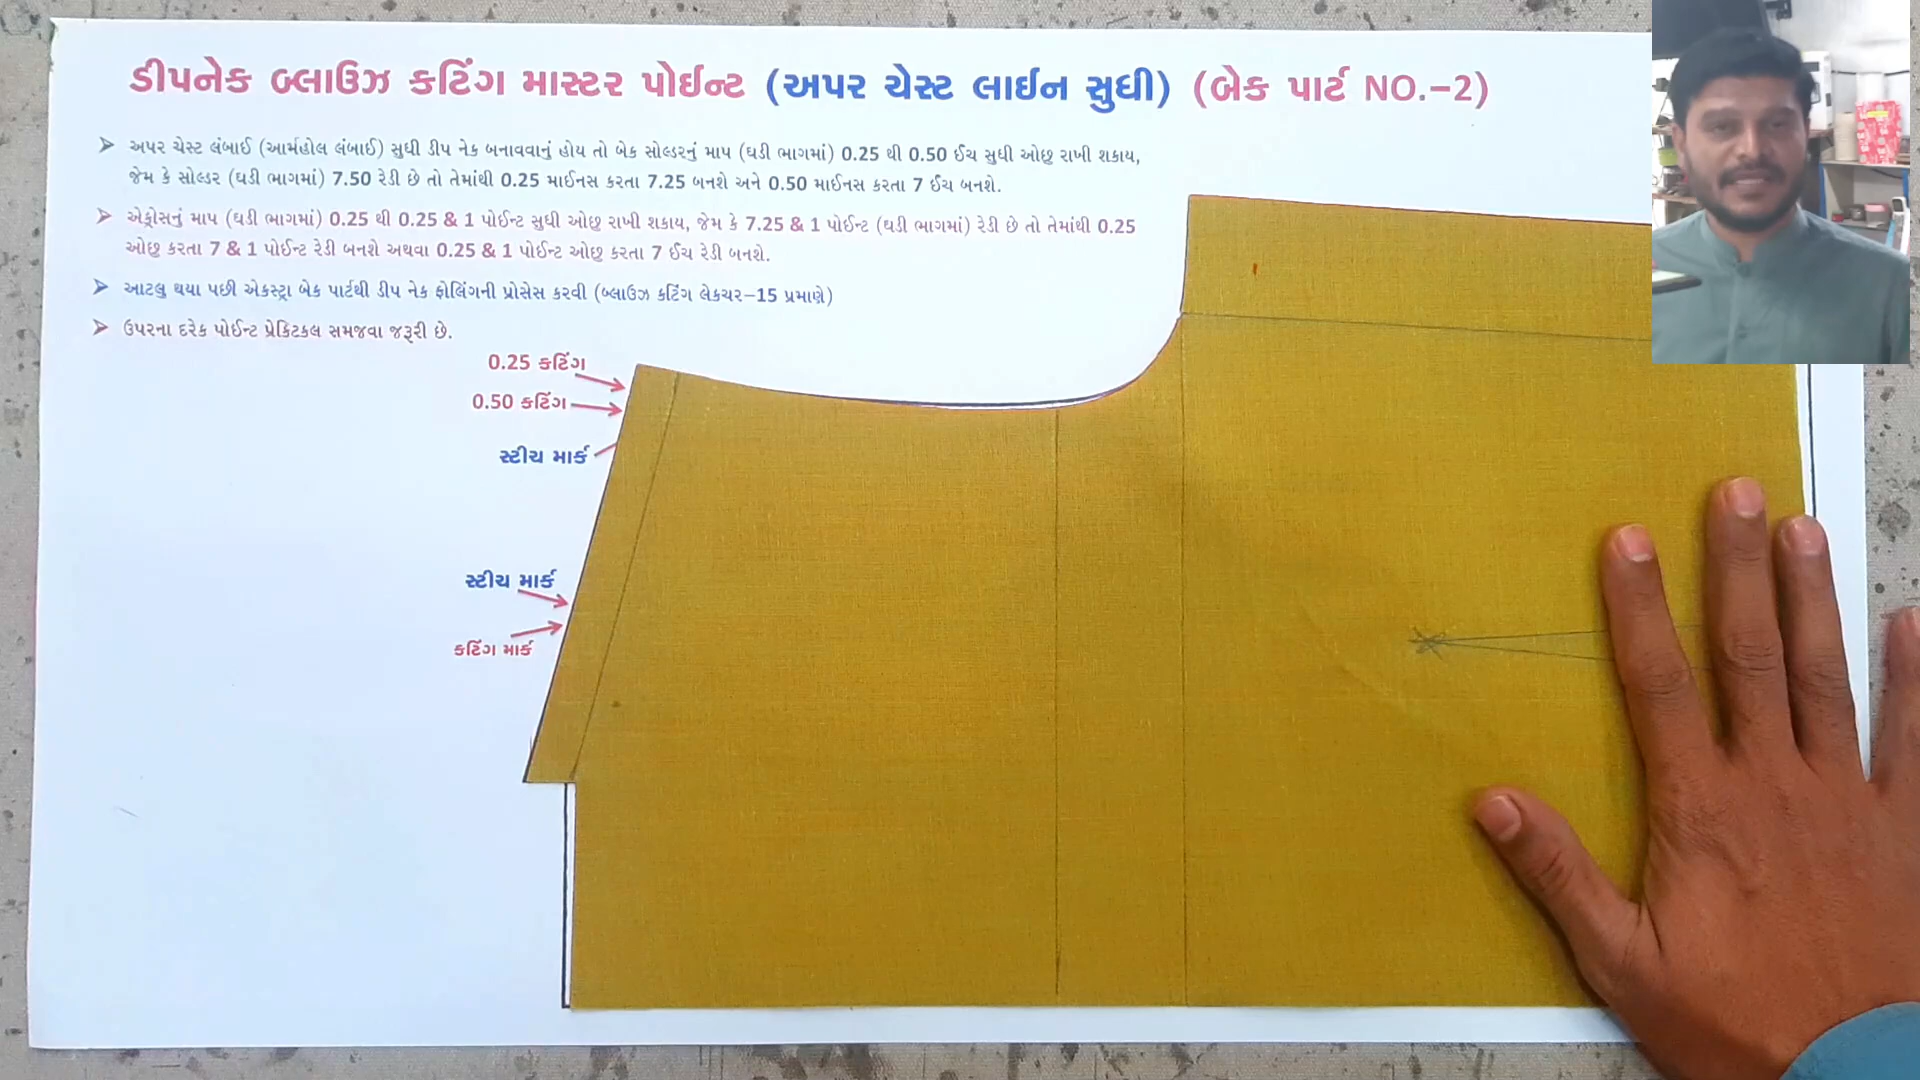 ડીપનેક બ્લાઉઝ કટિંગ માસ્ટર પોઈન્ટ (અપર ચેસ્ટ લાઈન સુધી) (બેક પાર્ટ NO.-2)
➤ અપર ચેસ્ટ લંબાઈ (આર્મહોલ લંબાઈ) સુધી ડીપ નેક બનાવવાનું હોય તો બેક સોલ્ડરનું માપ (ઘડી ભાગમાં) 0.25 થી 0.50 ઈંચ સુધી ઓછુ રાખી શકાય,
જેમ કે સોલ્ડર (ઘડી ભાગમાં) 7.50 રેડી છે તો તેમાંથી 0.25 માઈનસ કરતા 7.25 બનશે અને 0.50 માઈનસ કરતા 7 ઈંચ બનશે.
➤ એક્રોસનું માપ (ઘડી ભાગમાં) 0.25 થી 0.25 & 1 પોઈન્ટ સુધી ઓછુ રાખી શકાય, જેમ કે 7.25 & 1 પોઈન્ટ (ઘડી ભાગમાં) રેડી છે તો તેમાંથી 0.25
ઓછુ કરતા 7 & 1 પોઈન્ટ રેડી બનશે અથવા 0.25 & 1 પોઈન્ટ ઓછુ કરતા 7 ઈંચ રેડી બનશે.
➤ આટલુ થયા પછી એકસ્ટ્રા બેક પાર્ટથી ડીપ નેક ફોલિંગની પ્રોસેસ કરવી (બ્લાઉઝ કટિંગ લેકચર-15 પ્રમાણે)
➤ ઉપરના દરેક પોઈન્ટ પ્રેકિટકલ સમજવા જરૂરી છે.
0.25 કટિંગ
0.50 કટિંગ
સ્ટીચ માર્ક
સ્ટીચ માર્ક
કટિંગ માર્ક